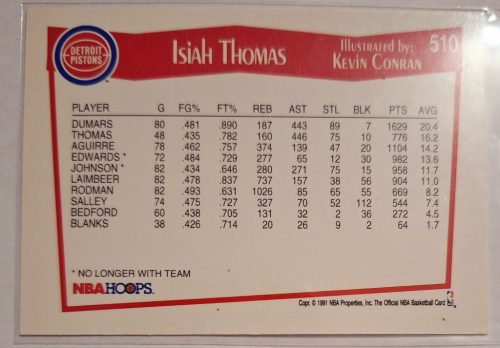 DETROIT
PISTONS
ISIAH THOMAS
ILLUSTRATED BY:
KEVIN CONRAN
510
PLAYER G FG% FT% REB AST STL BLK PTS AVG
DUMARS 80 .481 .890 187 443 89 7 1629 20.4
THOMAS 48 .435 .782 160 446 75 10 776 16.2
AGUIRRE 78 .462 .757 374 139 47 20 1104 14.2
EDWARDS * 72 .484 .729 277 65 12 30 982 13.6
JOHNSON * 82 .434 .646 280 271 75 15 958 11.7
LAIMBEER 82 .478 .837 737 157 38 56 904 11.0
RODMAN 82 .493 .631 1026 85 65 55 669 8.2
SALLEY 74 .475 .727 327 70 52 112 544 7.4
BEDFORD 60 .438 .705 131 32 2 36 272 4.5
BLANKS 38 .426 .714 20 26 9 2 64 1.7
* NO LONGER WITH TEAM
NBA HOOPS
Copr. © 1991 NBA Properties, Inc. The Official NBA Basketball Card